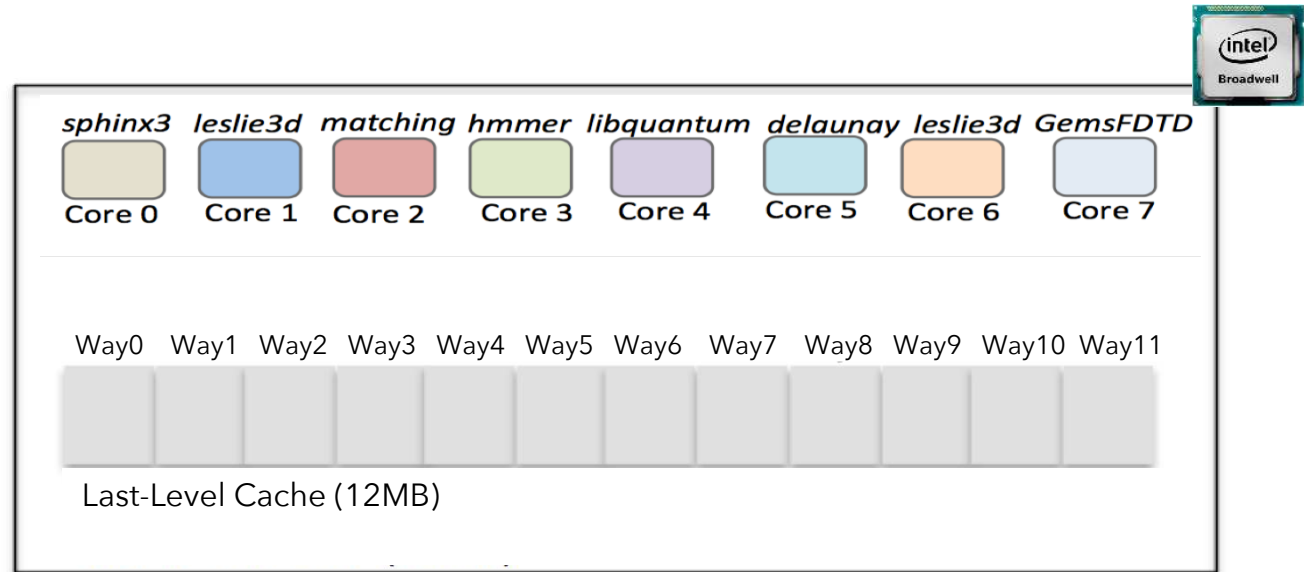 intel
Broadwell
sphinx3 leslie3d matching hmmer libquantum delaunay leslie3d GemsFDTD
Core 0 Core 1 Core 2 Core 3 Core 4 Core 5 Core 6 Core 7
Way0 Way1 Way2 Way3 Way4 Way5 Way6 Way7 Way8 Way9 Way10 Way11
Last-Level Cache (12MB)